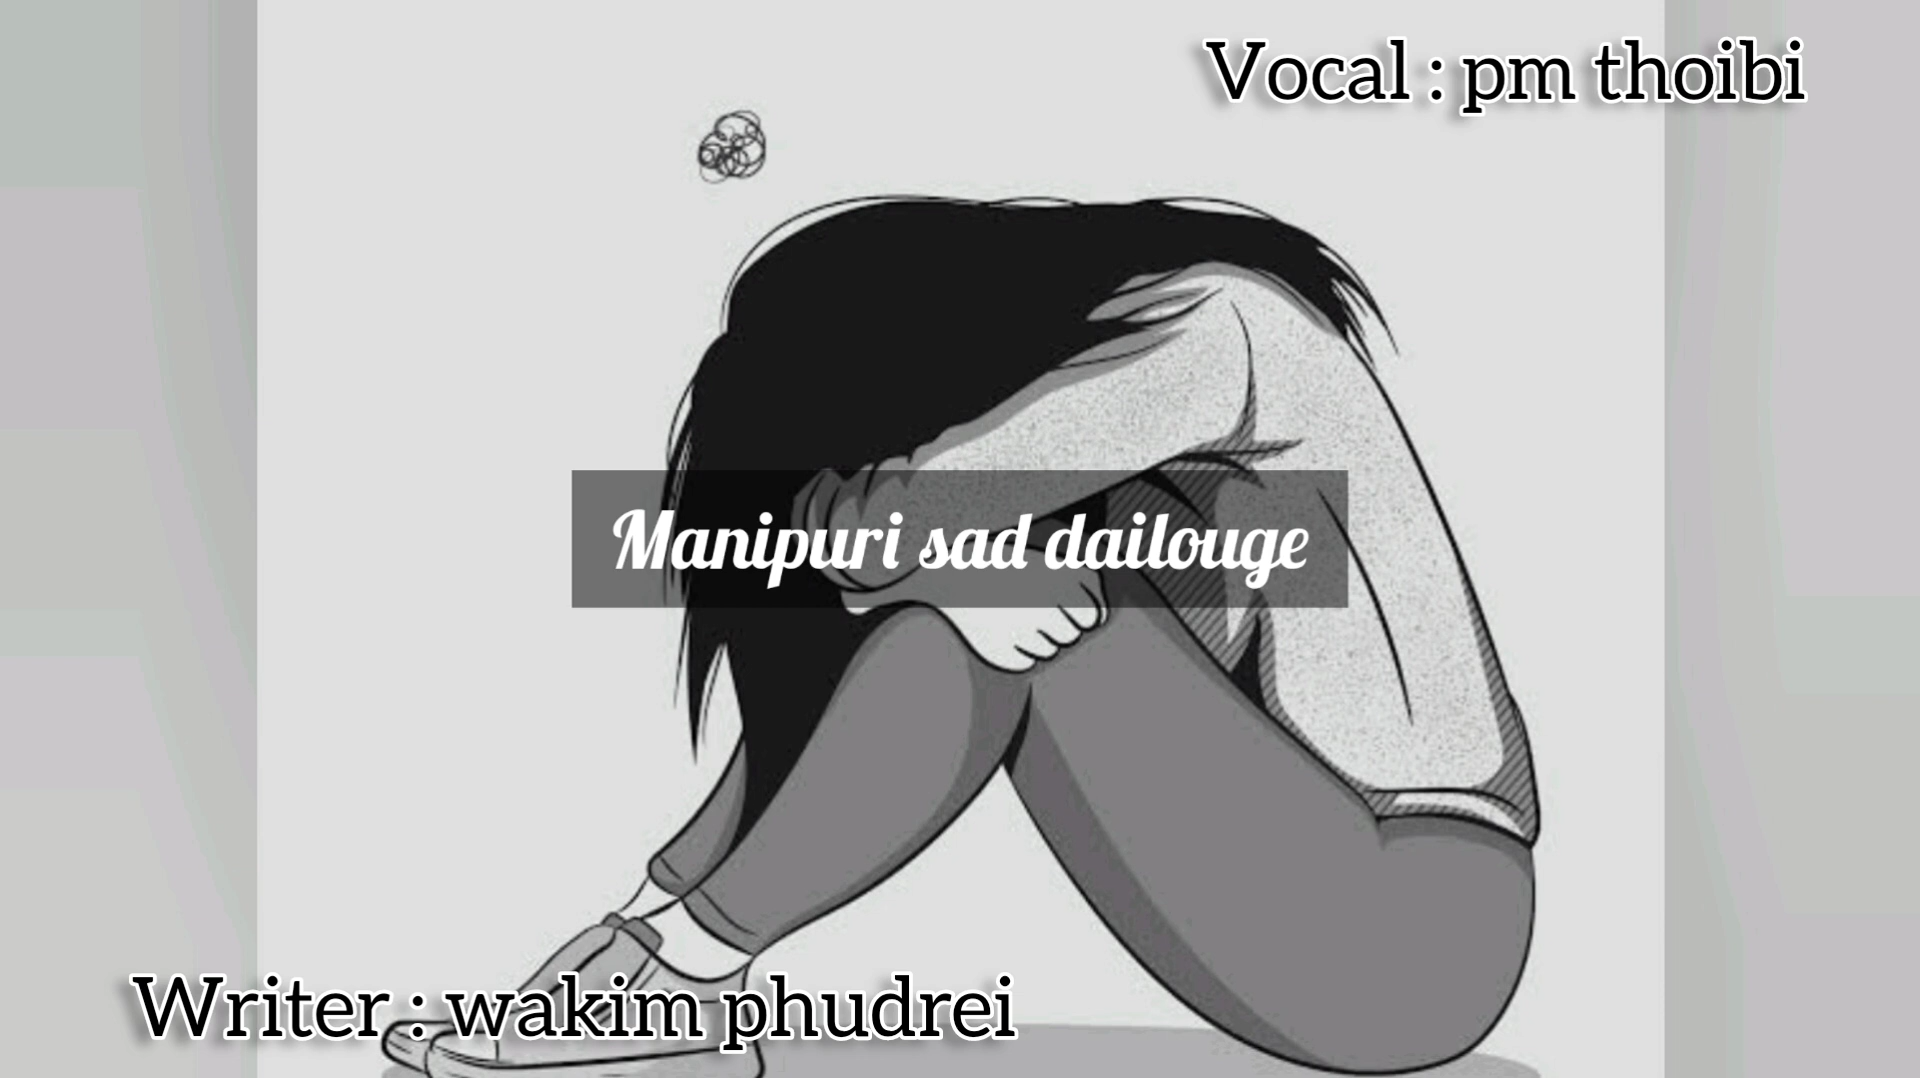 Vocal : pm thoibi
Manipuri sad dailouge
Writer : wakim phudrei